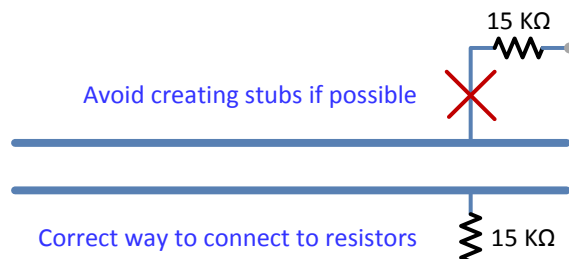 15 KΩ
Avoid creating stubs if possible
Correct way to connect to resistors
15 KΩ